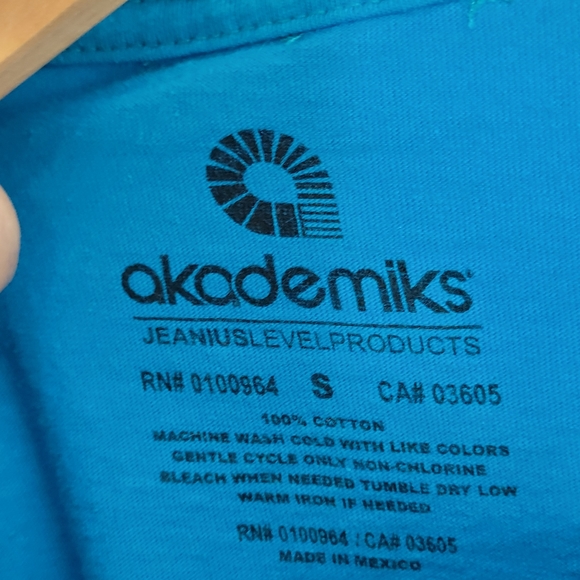 akademiks
JEANIUSLEVELPRODUCTS
RN# 0100964 S CA# 03605
100% COTTON
MACHINE WASH COLD WITH LIKE COLORS
GENTLE CYCLE ONLY NON-CHLORINE
BLEACH WHEN NEEDED TUMBLE DRY LOW
WARM IRON IF NEEDED
RN# 0100964 / CA# 03605
MADE IN MEXICO